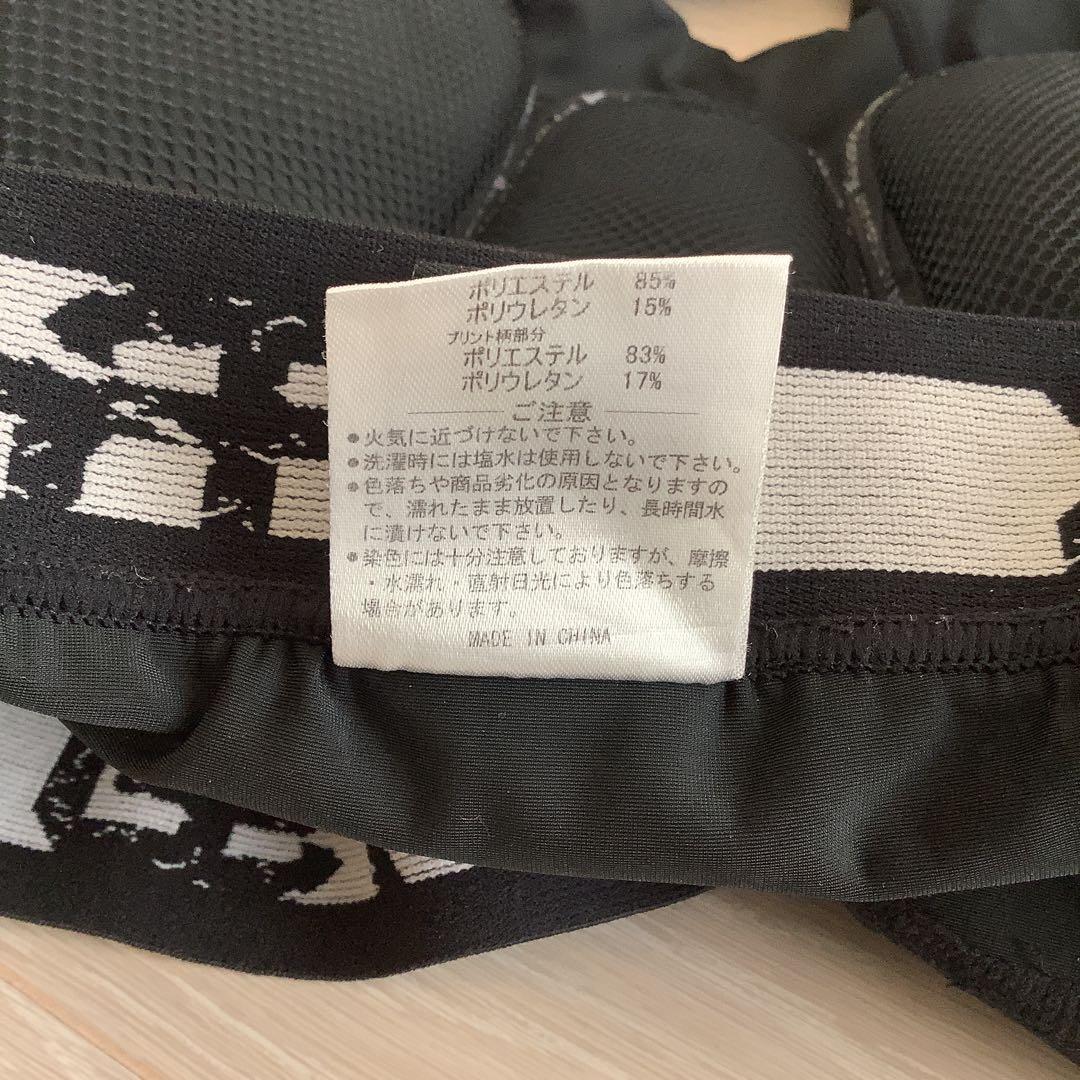 ポリエステル 85%
ポリウレタン 15%
プリント柄部分
ポリエステル 83%
ポリウレタン 17%
ご注意
●火気に近づけないで下さい。
●洗濯時には塩水は使用しないで下さい。
●色落ちや商品劣化の原因となりますの
で、濡れたまま放置したり、長時間水
に漬けないで下さい。
●染色には十分注意しておりますが、摩擦
・水濡れ・直射日光により色落ちする
場合があります。
MADE IN CHINA